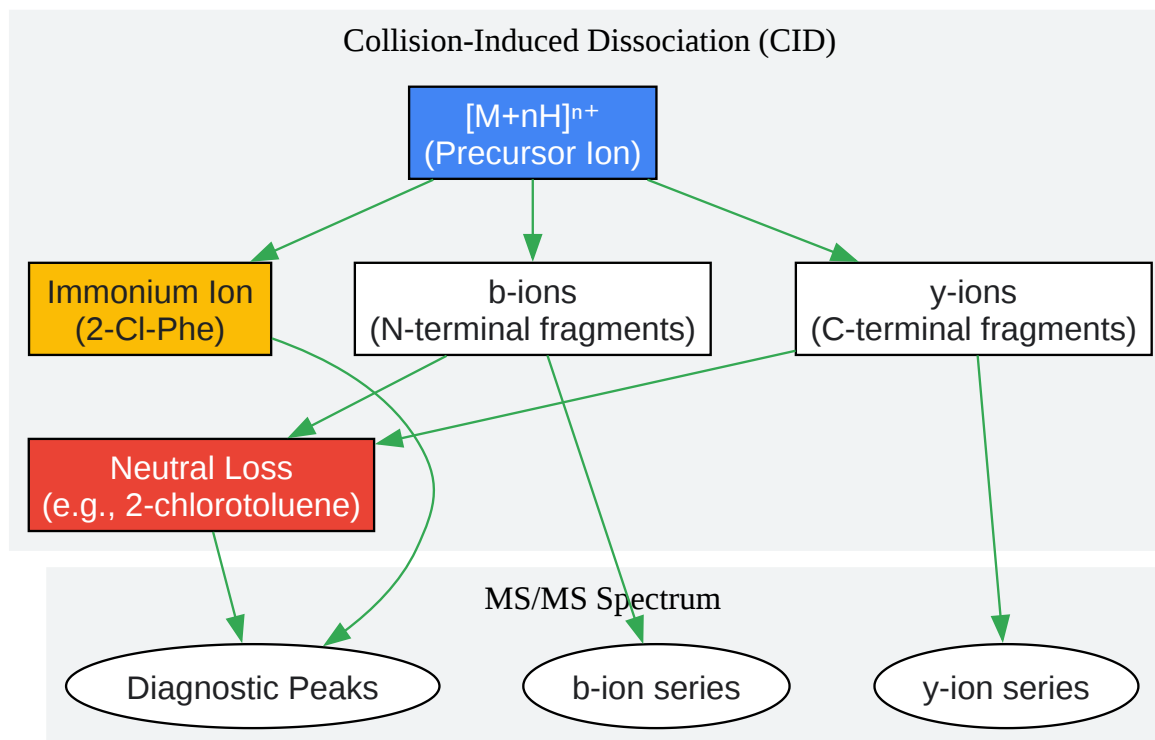 Collision-Induced Dissociation (CID)
[M+nH]ⁿ⁺
(Precursor Ion)
Immonium Ion
(2-Cl-Phe)
b-ions
(N-terminal fragments)
y-ions
(C-terminal fragments)
Neutral Loss
(e.g., 2-chlorotoluene)
MS/MS Spectrum
Diagnostic Peaks
b-ion series
y-ion series